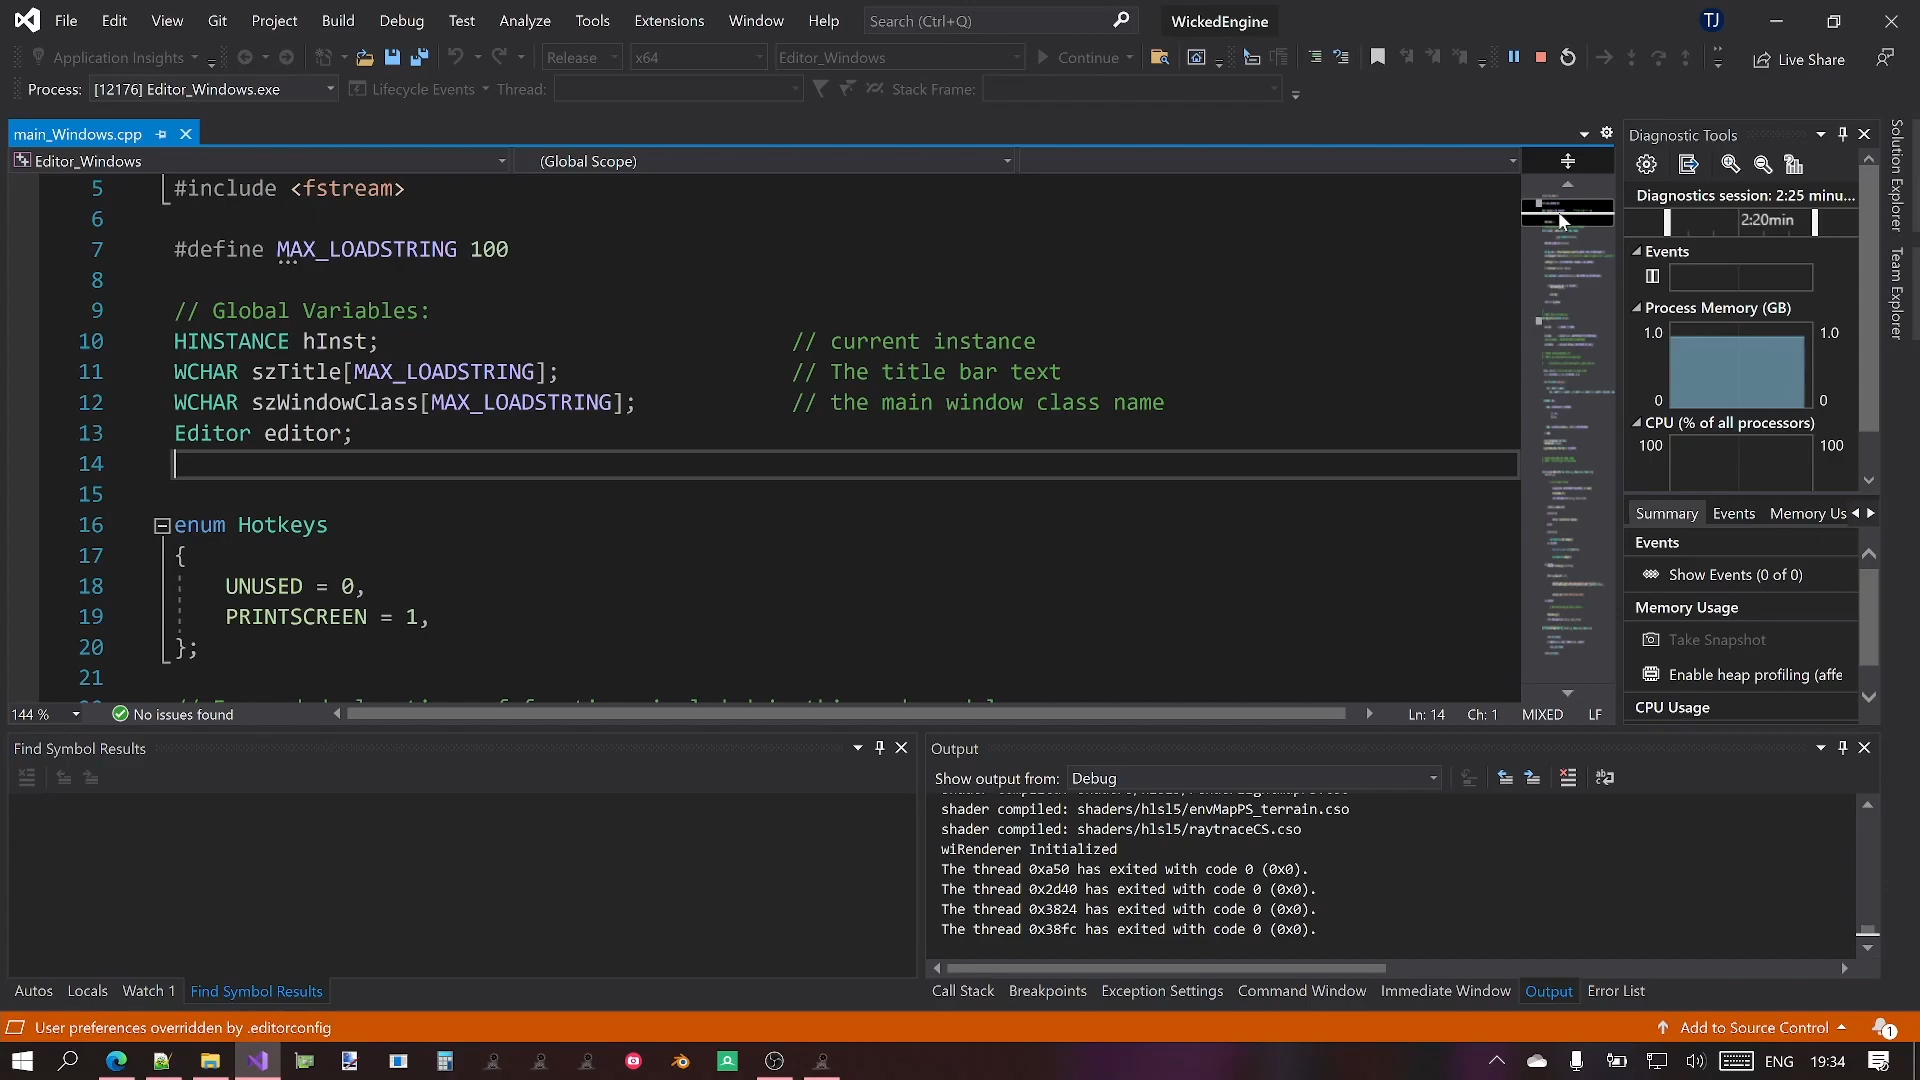 File Edit View Git Project Build Debug Test Analyze Tools Extensions Window Help Search (Ctrl+Q) WickedEngine TJ
Application Insights Release x64 Editor_Windows Continue Live Share
Process: [12176] Editor_Windows.exe Lifecycle Events Thread: Stack Frame:
main_Windows.cpp
Editor_Windows (Global Scope)
5 #include <fstream>
6
7 #define MAX_LOADSTRING 100
8
9 // Global Variables:
10 HINSTANCE hInst; // current instance
11 WCHAR szTitle[MAX_LOADSTRING]; // The title bar text
12 WCHAR szWindowClass[MAX_LOADSTRING]; // the main window class name
13 Editor editor;
14
15
16 enum Hotkeys
17 {
18 UNUSED = 0,
19 PRINTSCREEN = 1,
20 };
21
144 % No issues found Ln: 14 Ch: 1 MIXED LF
Diagnostic Tools
Diagnostics session: 2:25 minu...
2:20min
Events
Process Memory (GB)
1.0 1.0
0 0
CPU (% of all processors)
100 100
Summary Events Memory Us
Events
Show Events (0 of 0)
Memory Usage
Take Snapshot
Enable heap profiling (affe
CPU Usage
Solution Explorer
Team Explorer
Find Symbol Results
Autos Locals Watch 1 Find Symbol Results
Output
Show output from: Debug
shader compiled: shaders/hlsl5/envMapPS_terrain.cso
shader compiled: shaders/hlsl5/raytraceCS.cso
wiRenderer Initialized
The thread 0xa50 has exited with code 0 (0x0).
The thread 0x2d40 has exited with code 0 (0x0).
The thread 0x3824 has exited with code 0 (0x0).
The thread 0x38fc has exited with code 0 (0x0).
Call Stack Breakpoints Exception Settings Command Window Immediate Window Output Error List
User preferences overridden by .editorconfig Add to Source Control 1
ENG 19:34